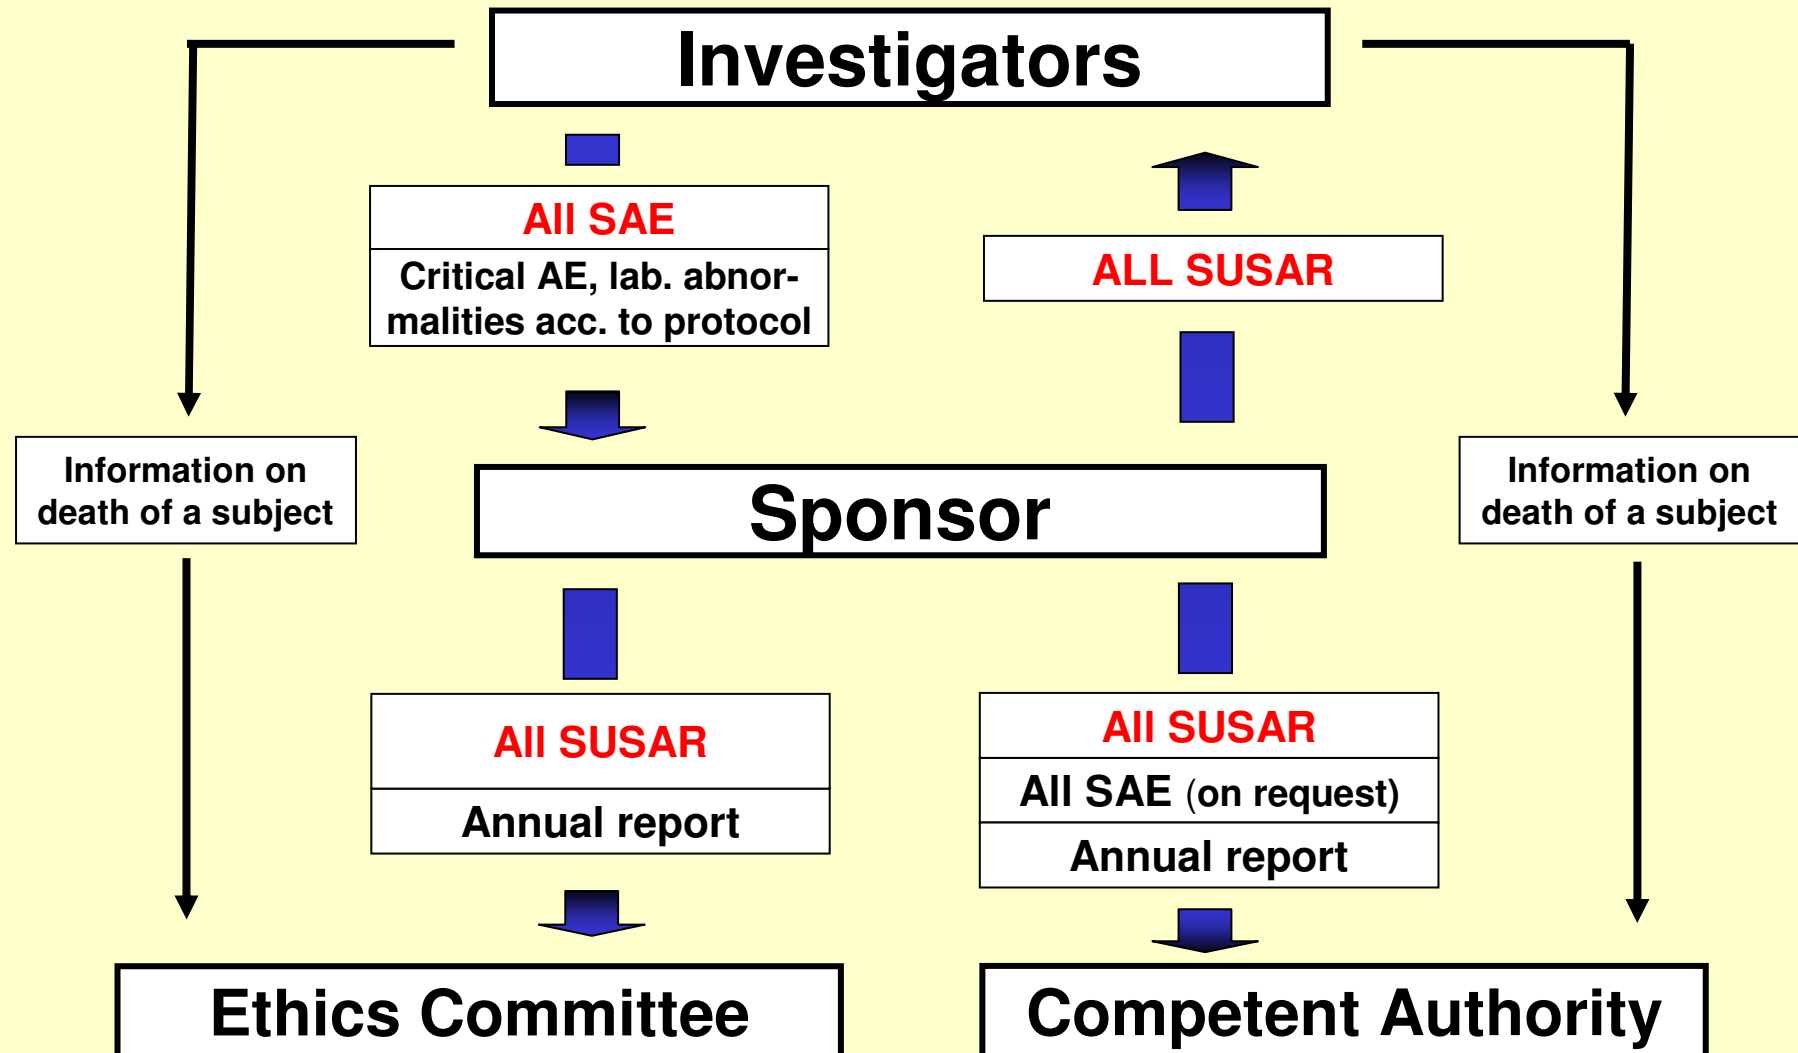 Investigators
All SAE
Critical AE, lab. abnor-
malities acc. to protocol
ALL SUSAR
Information on
death of a subject
Sponsor
Information on
death of a subject
All SUSAR
Annual report
All SUSAR
All SAE (on request)
Annual report
Ethics Committee
Competent Authority